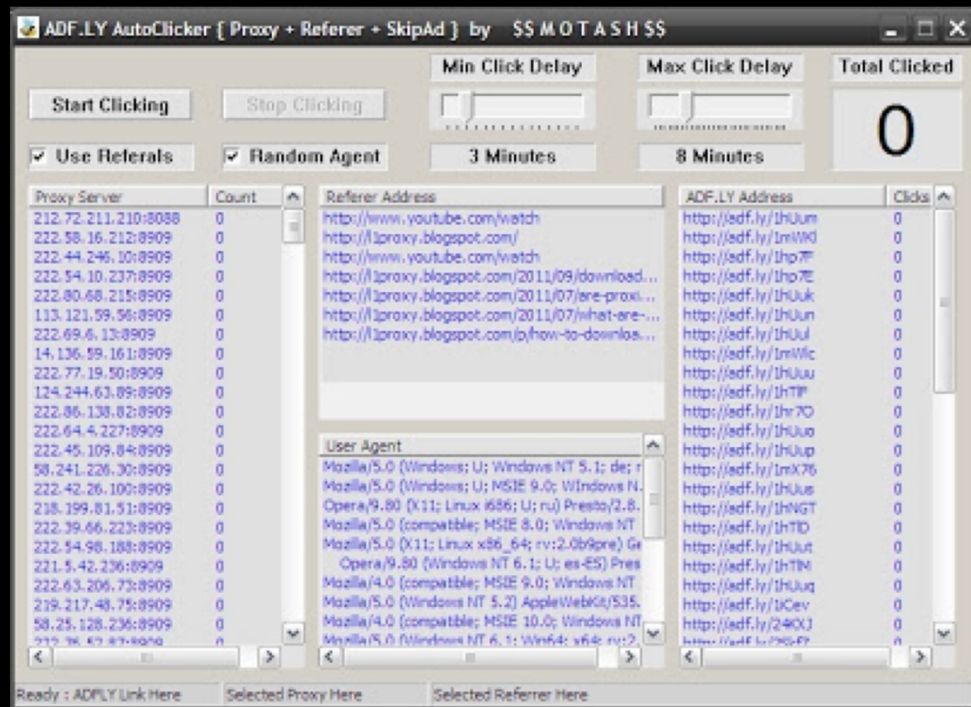 ADF.LY AutoClicker { Proxy + Referer + SkipAd } by $$ M O T A S H $$
Min Click Delay
Max Click Delay
Total Clicked
Start Clicking
Stop Clicking
0
Use Referals
Random Agent
3 Minutes
8 Minutes
Proxy Server Count
212.72.211.210:8088 0
222.58.16.212:8909 0
222.44.246.10:8909 0
222.54.10.237:8909 0
222.80.68.215:8909 0
113.121.59.56:8909 0
222.69.6.13:8909 0
14.136.59.161:8909 0
222.77.19.50:8909 0
124.244.63.89:8909 0
222.86.138.82:8909 0
222.64.4.227:8909 0
222.45.109.84:8909 0
58.241.226.30:8909 0
222.42.26.100:8909 0
218.199.81.51:8909 0
222.39.66.223:8909 0
222.54.98.188:8909 0
221.5.42.236:8909 0
222.63.206.73:8909 0
219.217.48.75:8909 0
58.25.128.236:8909 0
Referer Address
http://www.youtube.com/watch
http://l1proxy.blogspot.com/
http://www.youtube.com/watch
http://l1proxy.blogspot.com/2011/09/download...
http://l1proxy.blogspot.com/2011/07/are-proxi...
http://l1proxy.blogspot.com/2011/07/what-are-...
http://l1proxy.blogspot.com/p/how-to-downloa...
User Agent
Mozilla/5.0 (Windows; U; Windows NT 5.1; de; r
Mozilla/5.0 (Windows; U; MSIE 9.0; WIndows N.
Opera/9.80 (X11; Linux i686; U; ru) Presto/2.8.
Mozilla/5.0 (compatible; MSIE 8.0; Windows NT
Mozilla/5.0 (X11; Linux x86_64; rv:2.0b9pre) Ge
Opera/9.80 (Windows NT 6.1; U; es-ES) Pres
Mozilla/4.0 (compatible; MSIE 9.0; Windows NT
Mozilla/5.0 (Windows NT 5.2) AppleWebKit/535.
Mozilla/4.0 (compatible; MSIE 10.0; Windows NT
Mozilla/5.0 (Windows NT 6.1; Win64; x64; rv:2.
ADF.LY Address Clicks
http://adf.ly/1hUum 0
http://adf.ly/1mWKl 0
http://adf.ly/1hp7F 0
http://adf.ly/1hp7E 0
http://adf.ly/1hUuk 0
http://adf.ly/1hUun 0
http://adf.ly/1hUul 0
http://adf.ly/1mWlc 0
http://adf.ly/1hUuu 0
http://adf.ly/1hTlF 0
http://adf.ly/1hr7O 0
http://adf.ly/1hUuo 0
http://adf.ly/1hUup 0
http://adf.ly/1mX76 0
http://adf.ly/1hUus 0
http://adf.ly/1hNGT 0
http://adf.ly/1hTlD 0
http://adf.ly/1hUut 0
http://adf.ly/1hTlM 0
http://adf.ly/1hUuq 0
http://adf.ly/1iCev 0
http://adf.ly/24KXJ 0
Ready : ADFLY Link Here
Selected Proxy Here
Selected Referrer Here